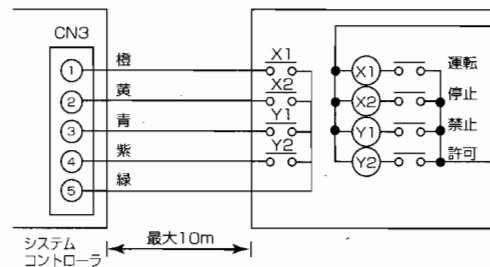 CN3
1 橙 X1
2 黄 X2
3 青 Y1
4 紫 Y2
5 緑
X1 運転
X2 停止
Y1 禁止
Y2 許可
システム
コントローラ
最大10m